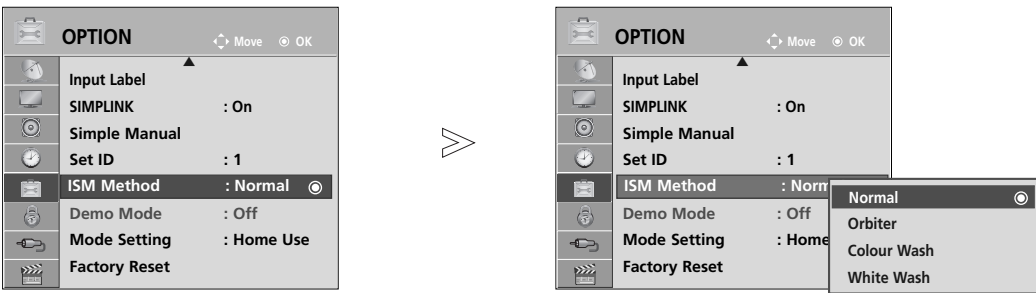 OPTION
Move OK
Input Label
SIMPLINK : On
Simple Manual
Set ID : 1
ISM Method : Normal
Demo Mode : Off
Mode Setting : Home Use
Factory Reset
OPTION
Move OK
Input Label
SIMPLINK : On
Simple Manual
Set ID : 1
ISM Method : Norm
Demo Mode : Off
Mode Setting : Home
Factory Reset
Normal
Orbiter
Colour Wash
White Wash